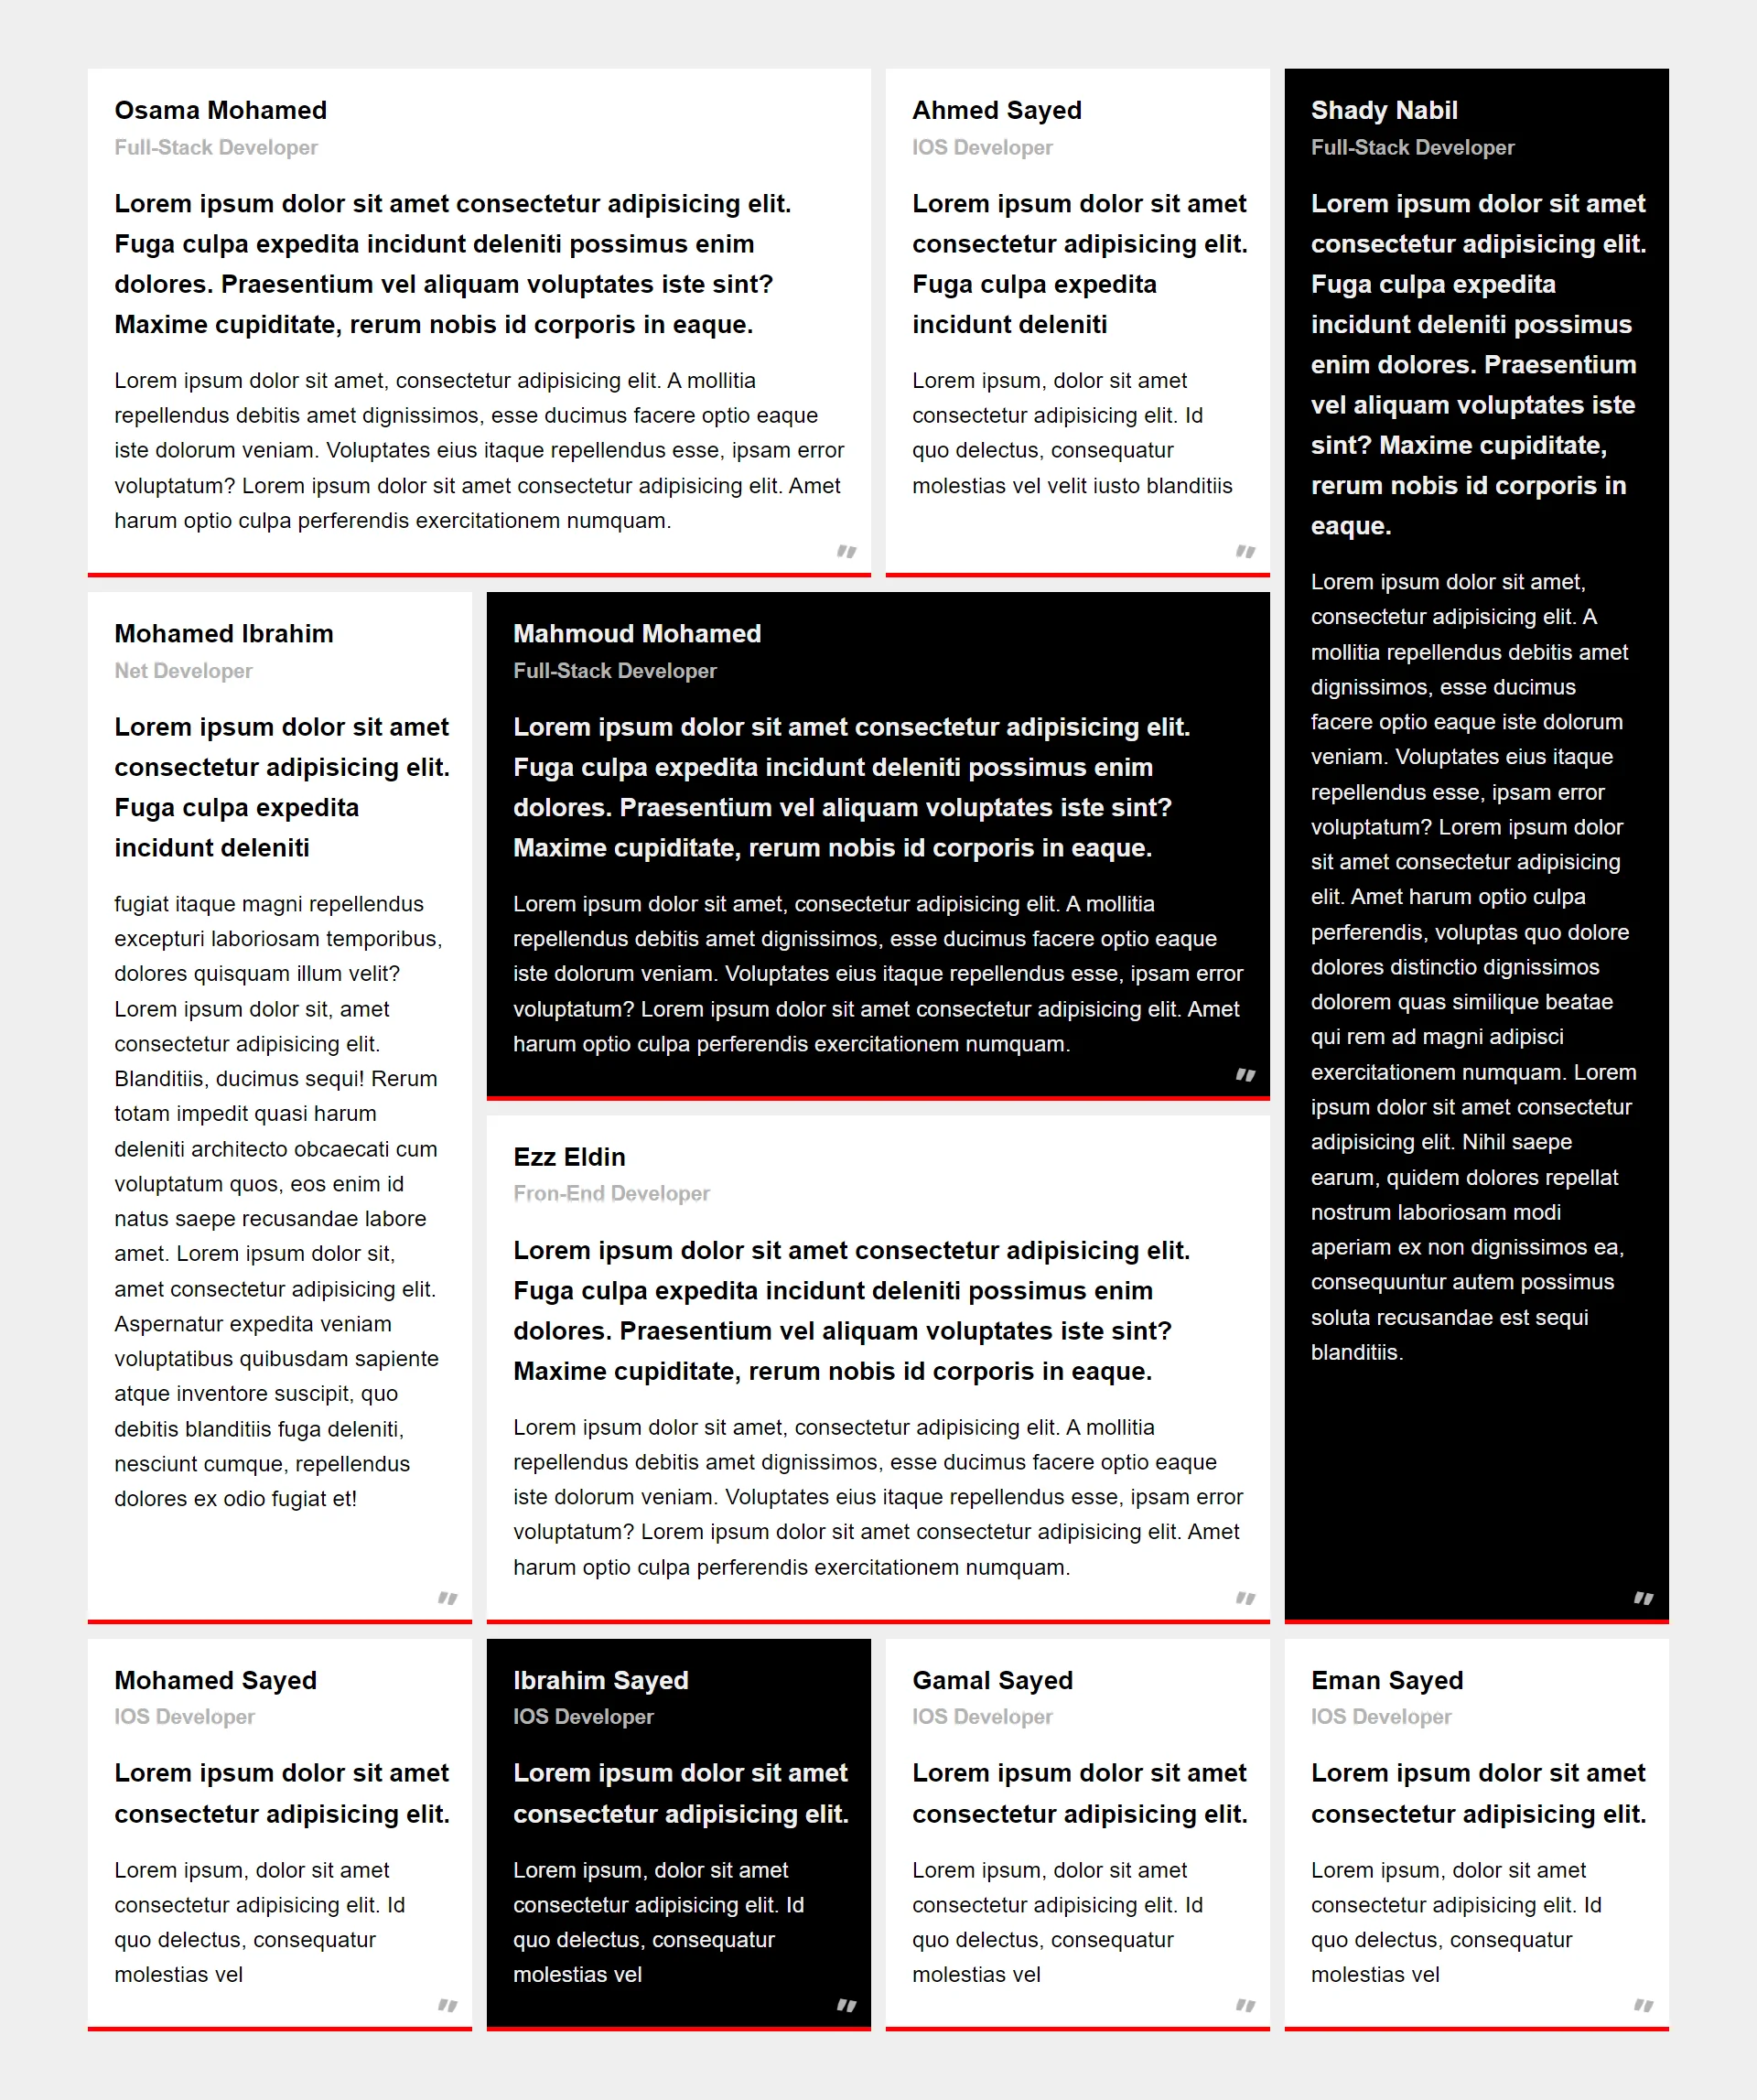 Osama Mohamed
Full-Stack Developer
Lorem ipsum dolor sit amet consectetur adipisicing elit.
Fuga culpa expedita incidunt deleniti possimus enim
dolores. Praesentium vel aliquam voluptates iste sint?
Maxime cupiditate, rerum nobis id corporis in eaque.
Lorem ipsum dolor sit amet, consectetur adipisicing elit. A mollitia
repellendus debitis amet dignissimos, esse ducimus facere optio eaque
iste dolorum veniam. Voluptates eius itaque repellendus esse, ipsam error
voluptatum? Lorem ipsum dolor sit amet consectetur adipisicing elit. Amet
harum optio culpa perferendis exercitationem numquam.
"
Ahmed Sayed
IOS Developer
Lorem ipsum dolor sit amet
consectetur adipisicing elit.
Fuga culpa expedita
incidunt deleniti
Lorem ipsum, dolor sit amet
consectetur adipisicing elit. Id
quo delectus, consequatur
molestias vel velit iusto blanditiis
"
Shady Nabil
Full-Stack Developer
Lorem ipsum dolor sit amet
consectetur adipisicing elit.
Fuga culpa expedita
incidunt deleniti possimus
enim dolores. Praesentium
vel aliquam voluptates iste
sint? Maxime cupiditate,
rerum nobis id corporis in
eaque.
Lorem ipsum dolor sit amet,
consectetur adipisicing elit. A
mollitia repellendus debitis amet
dignissimos, esse ducimus
facere optio eaque iste dolorum
veniam. Voluptates eius itaque
repellendus esse, ipsam error
voluptatum? Lorem ipsum dolor
sit amet consectetur adipisicing
elit. Amet harum optio culpa
perferendis, voluptas quo dolore
dolores distinctio dignissimos
dolorem quas similique beatae
qui rem ad magni adipisci
exercitationem numquam. Lorem
ipsum dolor sit amet consectetur
adipisicing elit. Nihil saepe
earum, quidem dolores repellat
nostrum laboriosam modi
aperiam ex non dignissimos ea,
consequuntur autem possimus
soluta recusandae est sequi
blanditiis.
"
Mohamed Ibrahim
Net Developer
Lorem ipsum dolor sit amet
consectetur adipisicing elit.
Fuga culpa expedita
incidunt deleniti
fugiat itaque magni repellendus
excepturi laboriosam temporibus,
dolores quisquam illum velit?
Lorem ipsum dolor sit, amet
consectetur adipisicing elit.
Blanditiis, ducimus sequi! Rerum
totam impedit quasi harum
deleniti architecto obcaecati cum
voluptatum quos, eos enim id
natus saepe recusandae labore
amet. Lorem ipsum dolor sit,
amet consectetur adipisicing elit.
Aspernatur expedita veniam
voluptatibus quibusdam sapiente
atque inventore suscipit, quo
debitis blanditiis fuga deleniti,
nesciunt cumque, repellendus
dolores ex odio fugiat et!
"
Mahmoud Mohamed
Full-Stack Developer
Lorem ipsum dolor sit amet consectetur adipisicing elit.
Fuga culpa expedita incidunt deleniti possimus enim
dolores. Praesentium vel aliquam voluptates iste sint?
Maxime cupiditate, rerum nobis id corporis in eaque.
Lorem ipsum dolor sit amet, consectetur adipisicing elit. A mollitia
repellendus debitis amet dignissimos, esse ducimus facere optio eaque
iste dolorum veniam. Voluptates eius itaque repellendus esse, ipsam error
voluptatum? Lorem ipsum dolor sit amet consectetur adipisicing elit. Amet
harum optio culpa perferendis exercitationem numquam.
"
Ezz Eldin
Fron-End Developer
Lorem ipsum dolor sit amet consectetur adipisicing elit.
Fuga culpa expedita incidunt deleniti possimus enim
dolores. Praesentium vel aliquam voluptates iste sint?
Maxime cupiditate, rerum nobis id corporis in eaque.
Lorem ipsum dolor sit amet, consectetur adipisicing elit. A mollitia
repellendus debitis amet dignissimos, esse ducimus facere optio eaque
iste dolorum veniam. Voluptates eius itaque repellendus esse, ipsam error
voluptatum? Lorem ipsum dolor sit amet consectetur adipisicing elit. Amet
harum optio culpa perferendis exercitationem numquam.
"
Mohamed Sayed
IOS Developer
Lorem ipsum dolor sit amet
consectetur adipisicing elit.
Lorem ipsum, dolor sit amet
consectetur adipisicing elit. Id
quo delectus, consequatur
molestias vel
"
Ibrahim Sayed
IOS Developer
Lorem ipsum dolor sit amet
consectetur adipisicing elit.
Lorem ipsum, dolor sit amet
consectetur adipisicing elit. Id
quo delectus, consequatur
molestias vel
"
Gamal Sayed
IOS Developer
Lorem ipsum dolor sit amet
consectetur adipisicing elit.
Lorem ipsum, dolor sit amet
consectetur adipisicing elit. Id
quo delectus, consequatur
molestias vel
"
Eman Sayed
IOS Developer
Lorem ipsum dolor sit amet
consectetur adipisicing elit.
Lorem ipsum, dolor sit amet
consectetur adipisicing elit. Id
quo delectus, consequatur
molestias vel
"